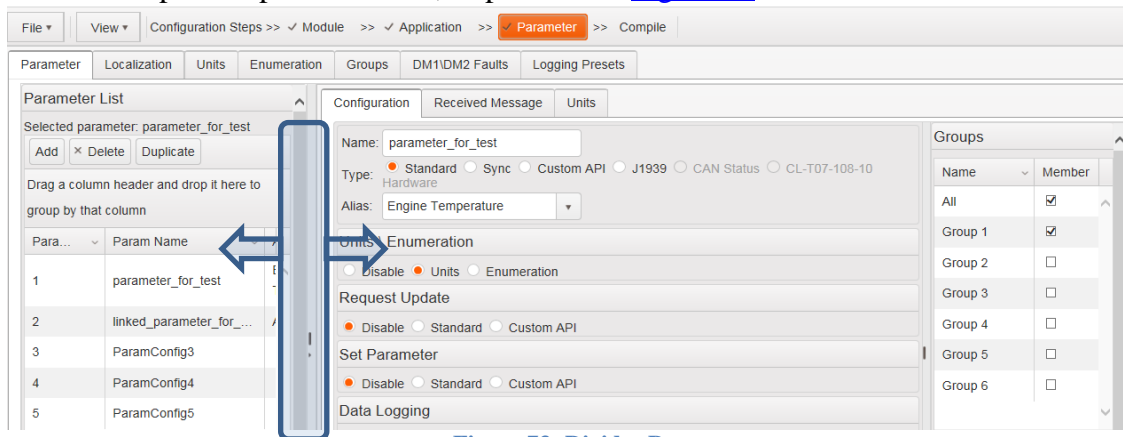 File View Configuration Steps >> ✓ Module >> ✓ Application >> ✓ Parameter >> Compile
Parameter Localization Units Enumeration Groups DM1\DM2 Faults Logging Presets
Parameter List
Selected parameter: parameter_for_test
Add × Delete Duplicate
Drag a column header and drop it here to
group by that column
Para... Param Name
1 parameter_for_test
2 linked_parameter_for_...
3 ParamConfig3
4 ParamConfig4
5 ParamConfig5
Configuration Received Message Units
Name: parameter_for_test
Type: Standard Sync Custom API J1939 CAN Status CL-T07-108-10
Hardware
Alias: Engine Temperature
Units \ Enumeration
Disable Units Enumeration
Request Update
Disable Standard Custom API
Set Parameter
Disable Standard Custom API
Data Logging
Groups
Name Member
All
Group 1
Group 2
Group 3
Group 4
Group 5
Group 6